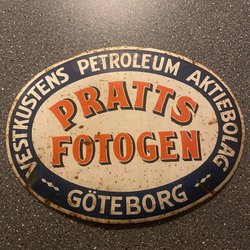 VESTKUSTENS PETROLEUM AKTIEBOLAG
PRATTS
FOTOGEN
GÖTEBORG